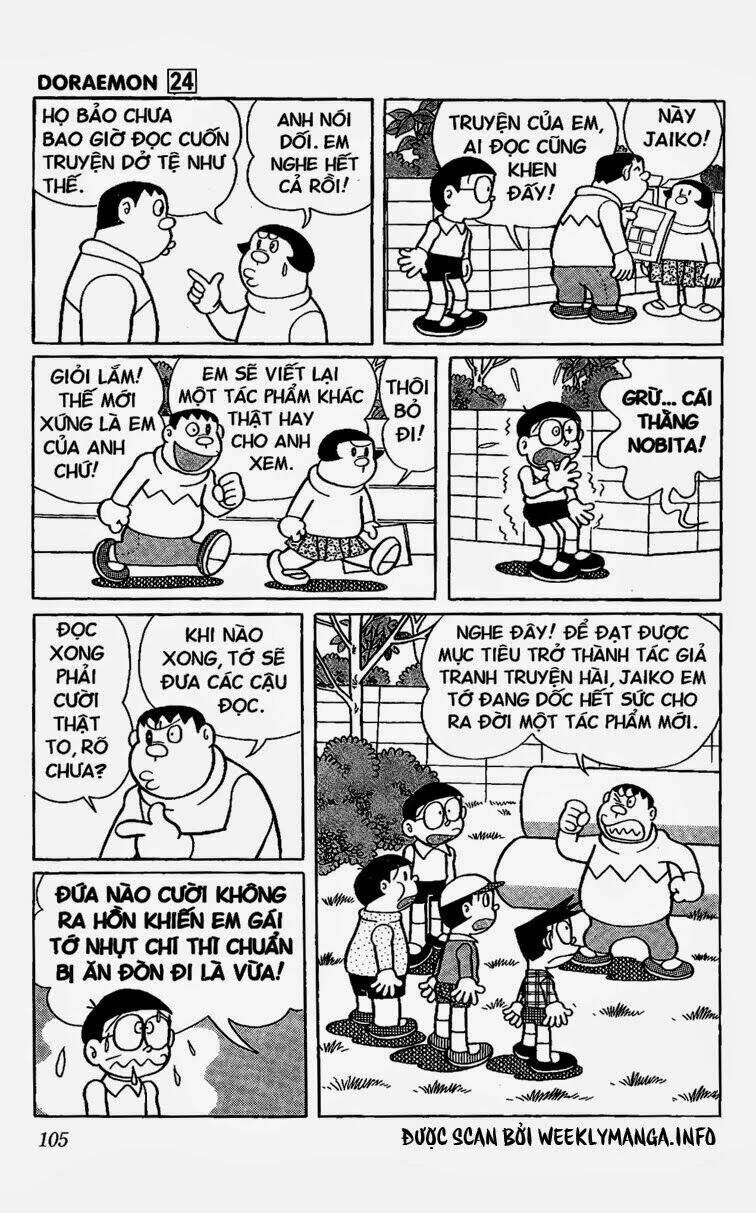 DORAEMON 24
NÀY
JAIKO!
TRUYỆN CỦA EM,
AI ĐỌC CŨNG
KHEN
ĐẤY!
ANH NÓI
DỐI. EM
NGHE HẾT
CẢ RỒI!
HỌ BẢO CHƯA
BAO GIỜ ĐỌC CUỐN
TRUYỆN DỞ TỆ NHƯ
THẾ.
GRỪ... CÁI
THẰNG
NOBITA!
THÔI
BỎ
ĐI!
EM SẼ VIẾT LẠI
MỘT TÁC PHẨM KHÁC
THẬT HAY
CHO ANH
XEM.
GIỎI LẮM!
THẾ MỚI
XỨNG LÀ EM
CỦA ANH
CHỨ!
NGHE ĐÂY! ĐỂ ĐẠT ĐƯỢC
MỤC TIÊU TRỞ THÀNH TÁC GIẢ
TRANH TRUYỆN HÀI, JAIKO EM
TỚ ĐANG DỐC HẾT SỨC CHO
RA ĐỜI MỘT TÁC PHẨM MỚI.
KHI NÀO
XONG, TỚ SẼ
ĐƯA CÁC CẬU
ĐỌC.
ĐỌC
XONG
PHẢI
CƯỜI
THẬT
TO, RÕ
CHƯA?
ĐỨA NÀO CƯỜI KHÔNG
RA HỒN KHIẾN EM GÁI
TỚ NHỤT CHÍ THÌ CHUẨN
BỊ ĂN ĐÒN ĐI LÀ VỪA!
105
ĐƯỢC SCAN BỞI WEEKLYMANGA.INFO